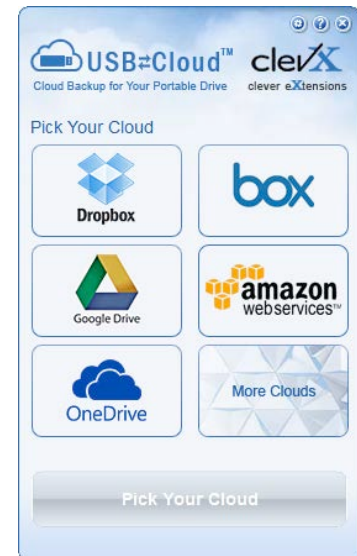 USB⇄Cloud™
clevX
Cloud Backup for Your Portable Drive
clever eXtensions
Pick Your Cloud
Dropbox
box
Google Drive
amazon
webservices™
OneDrive
More Clouds
Pick Your Cloud